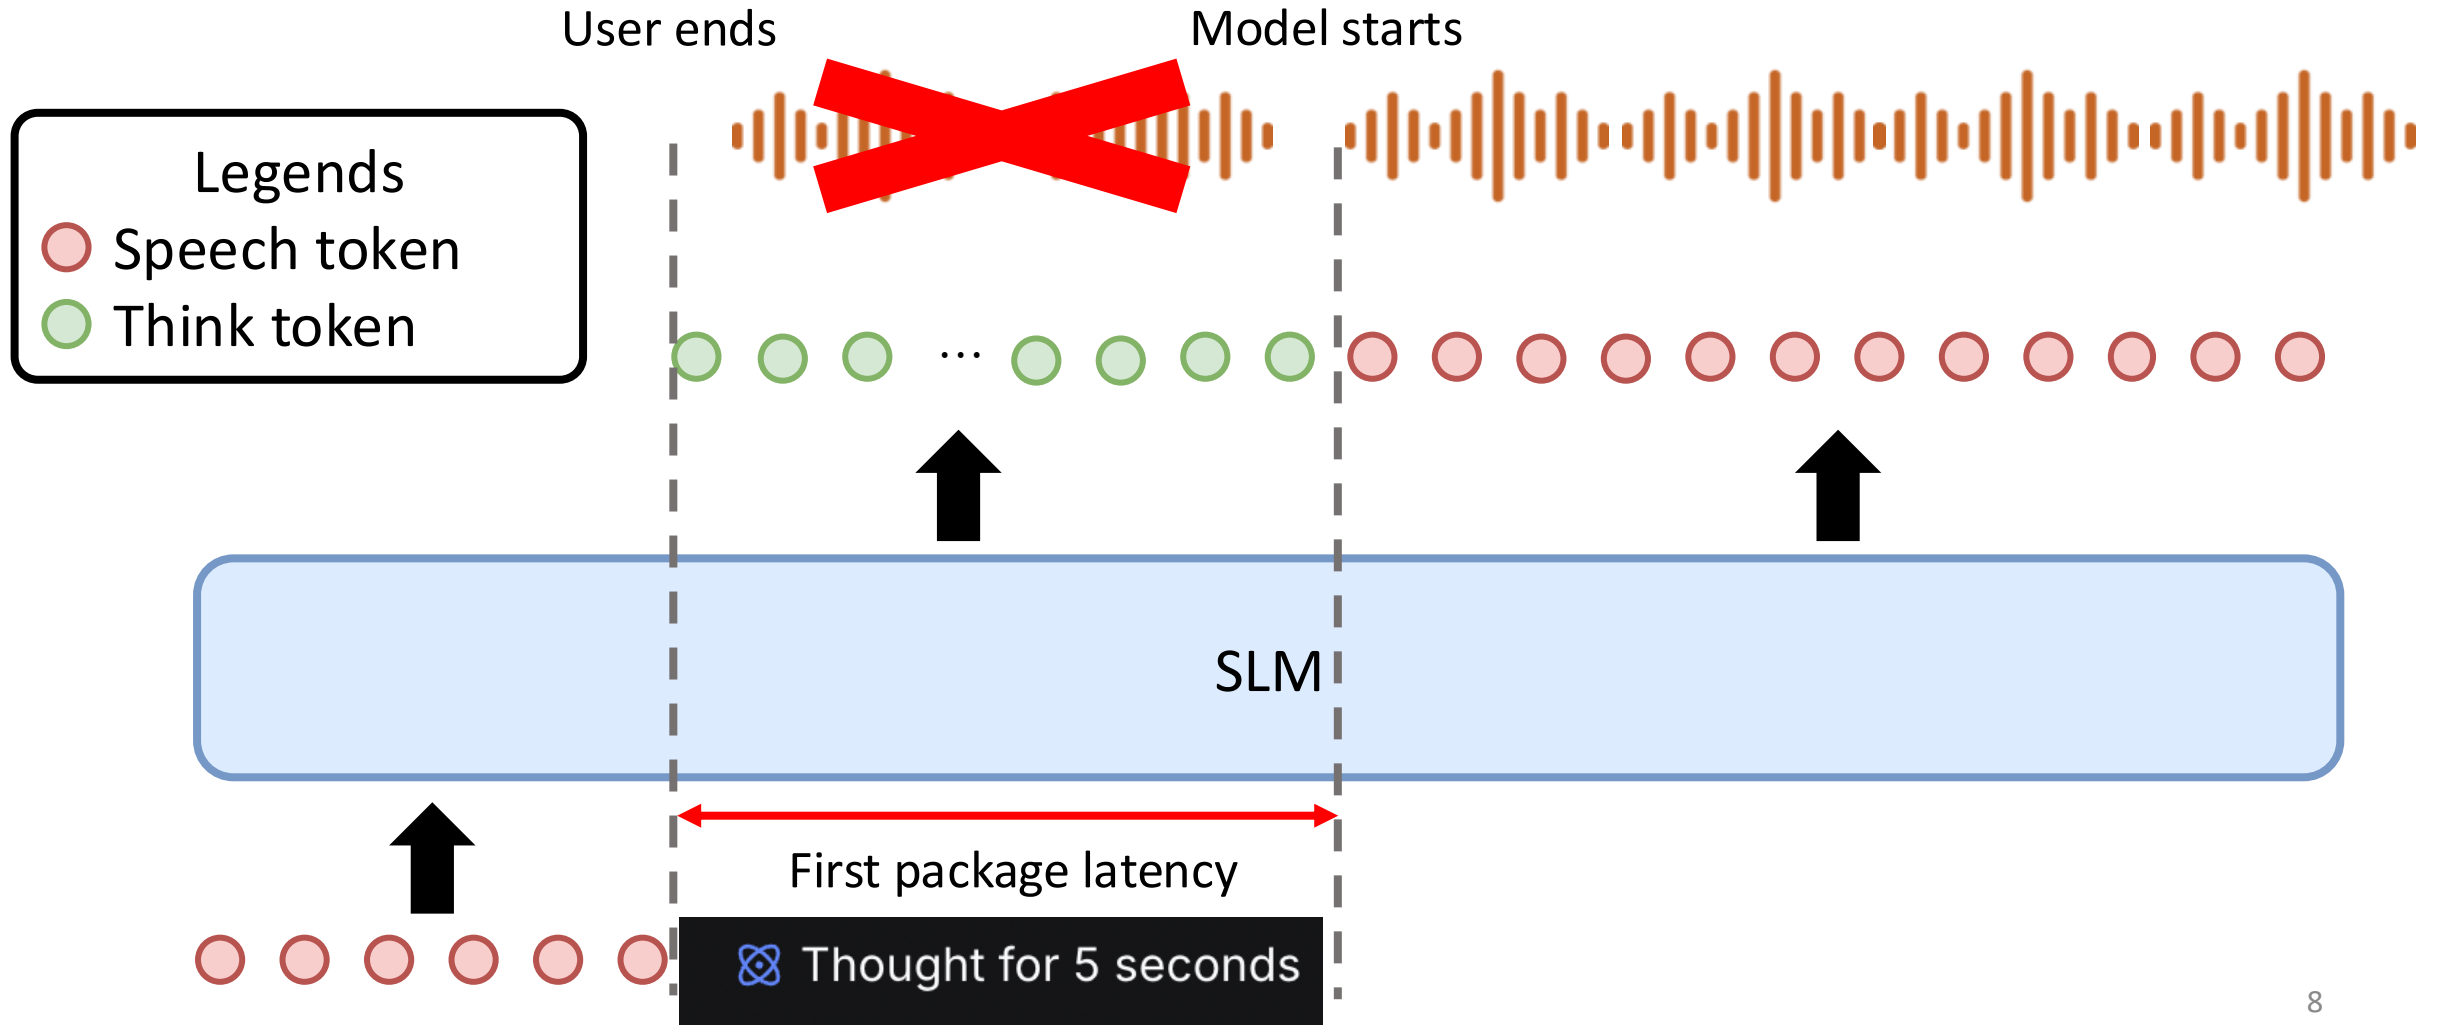 User ends
Model starts
Legends
Speech token
Think token
...
SLM
First package latency
Thought for 5 seconds
8